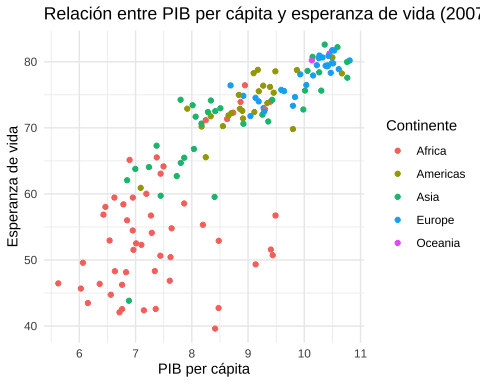 Relación entre PIB per cápita y esperanza de vida (2007
Esperanza de vida
80
70
60
50
40
6 7 8 9 10 11
PIB per cápita
Continente
Africa
Americas
Asia
Europe
Oceania